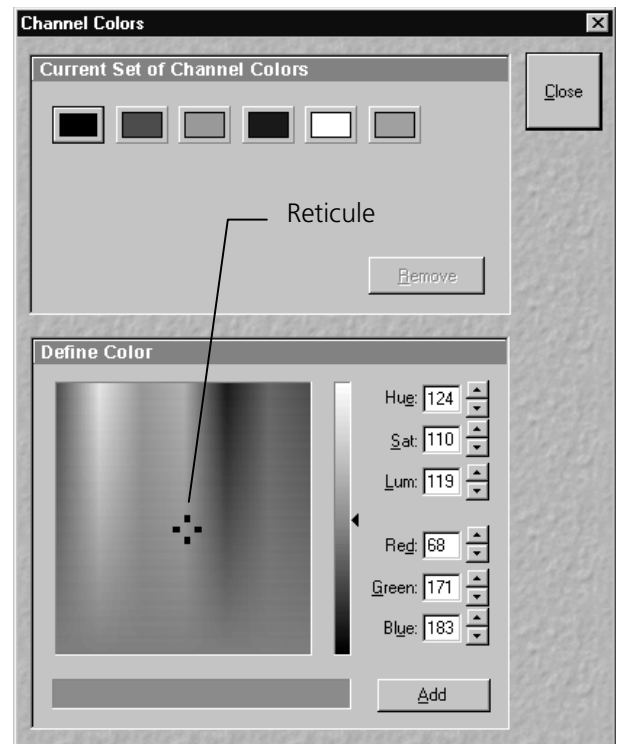 Channel Colors
Current Set of Channel Colors
Close
Reticule
Remove
Define Color
Hue: 124
Sat: 110
Lum: 119
Red: 68
Green: 171
Blue: 183
Add